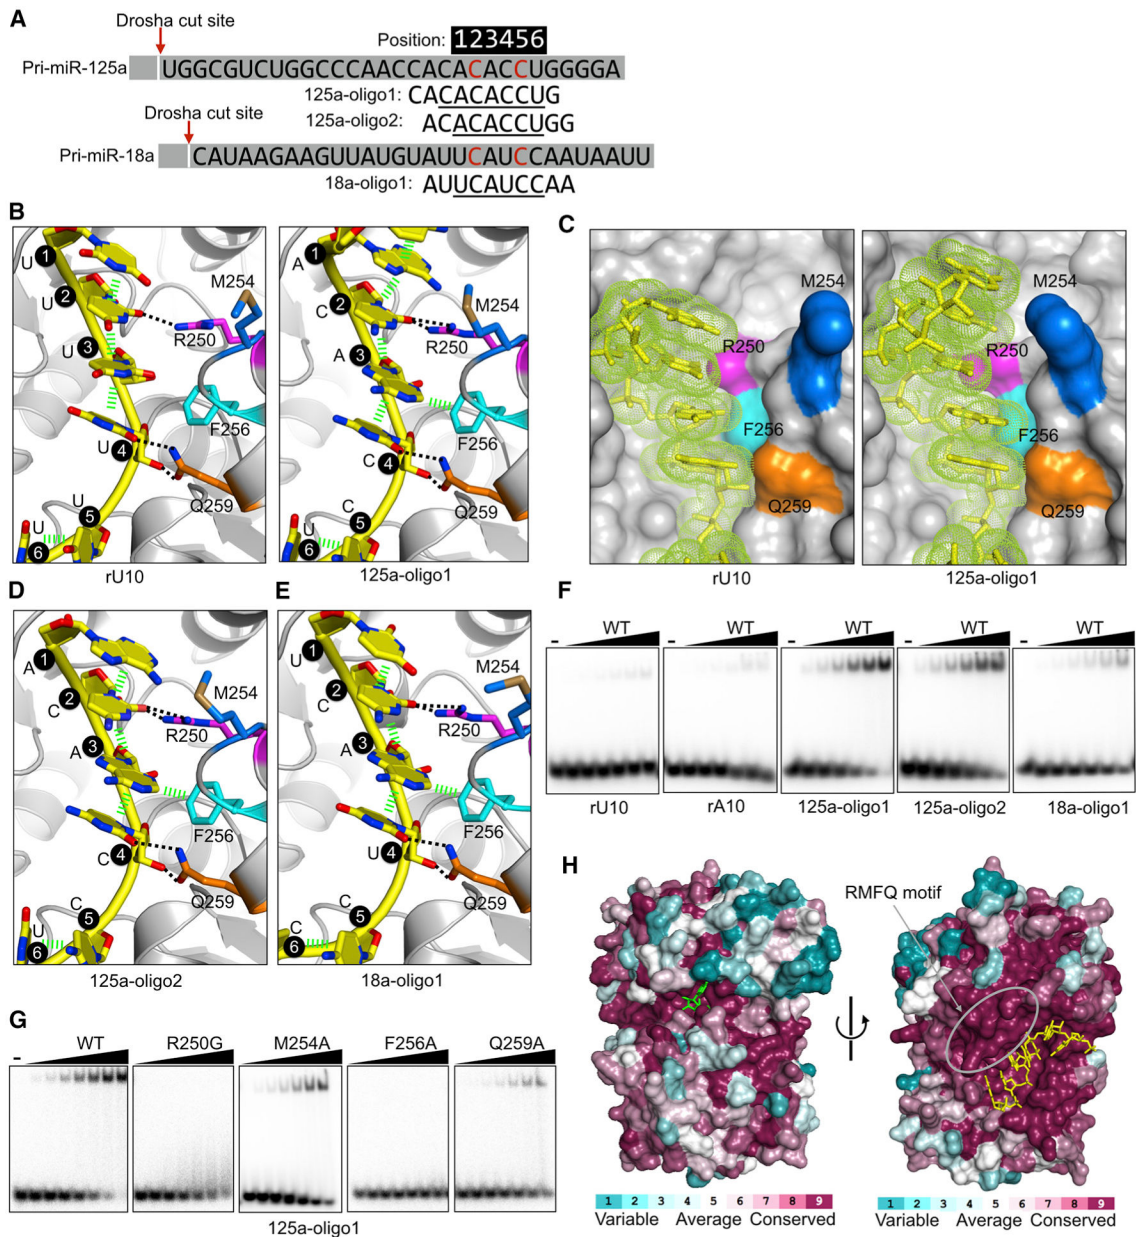 A
Drosha cut site
Position: 123456
Pri-miR-125a UGGCGUCUGGCCCAACCACACACCUGGGGA
125a-oligo1: CACACACCUG
Drosha cut site
125a-oligo2: ACACACCUGG
Pri-miR-18a CAUAAGAAGUUAUGUAUUCAUCCAAUAAUU
18a-oligo1: AUUCAUCCAA
B
U 1
U 2
U 3
U 4
U 5
U 6
M254
R250
F256
Q259
rU10
A 1
C 2
A 3
C 4
C 5
U 6
M254
R250
F256
Q259
125a-oligo1
C
M254
R250
F256
Q259
rU10
M254
R250
F256
Q259
125a-oligo1
D
A 1
C 2
A 3
C 4
C 5
U 6
M254
R250
F256
Q259
125a-oligo2
E
U 1
C 2
A 3
U 4
C 5
C 6
M254
R250
F256
Q259
18a-oligo1
F
– WT
– WT
– WT
– WT
– WT
rU10
rA10
125a-oligo1
125a-oligo2
18a-oligo1
G
– WT
R250G
M254A
F256A
Q259A
125a-oligo1
H
RMFQ motif
1 2 3 4 5 6 7 8 9
Variable Average Conserved
1 2 3 4 5 6 7 8 9
Variable Average Conserved